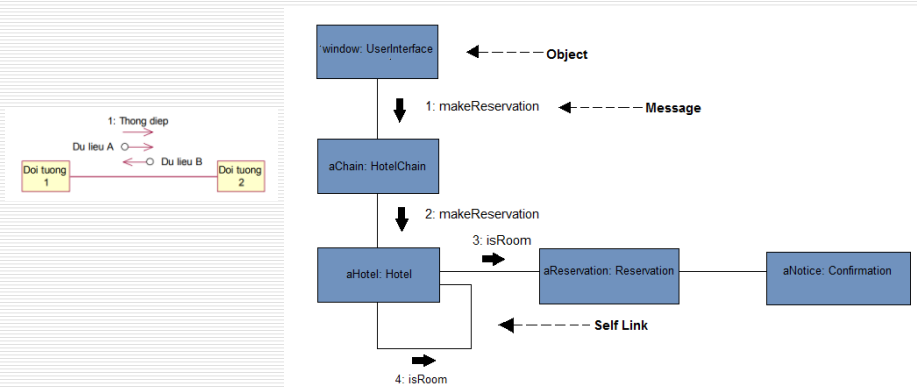 1: Thong diep
Du lieu A
Du lieu B
Doi tuong
1
Doi tuong
2
window: UserInterface
Object
1: makeReservation
Message
aChain: HotelChain
2: makeReservation
3: isRoom
aHotel: Hotel
aReservation: Reservation
aNotice: Confirmation
Self Link
4: isRoom